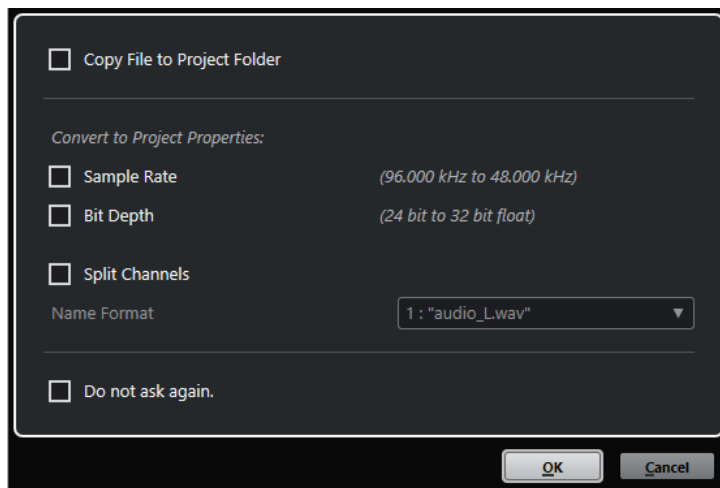 Copy File to Project Folder
Convert to Project Properties:
Sample Rate (96.000 kHz to 48.000 kHz)
Bit Depth (24 bit to 32 bit float)
Split Channels
Name Format 1 : "audio_L.wav"
Do not ask again.
OK Cancel